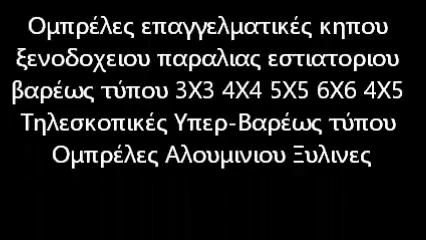 Ομπρέλες επαγγελματικές κηπου
ξενοδοχειου παραλιας εστιατοριου
βαρέως τύπου 3Χ3 4Χ4 5Χ5 6Χ6 4Χ5
Τηλεσκοπικές Υπερ-Βαρέως τύπου
Ομπρέλες Αλουμινιου Ξυλινες